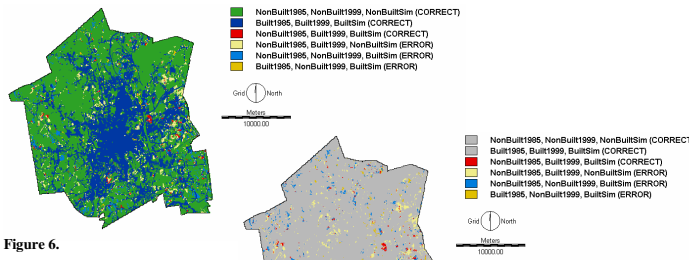 NonBuilt1985, NonBuilt1999, NonBuiltSim (CORRECT)
Built1985, Built1999, BuiltSim (CORRECT)
NonBuilt1985, Built1999, BuiltSim (CORRECT)
NonBuilt1985, Built1999, NonBuiltSim (ERROR)
NonBuilt1985, NonBuilt1999, BuiltSim (ERROR)
Built1985, NonBuilt1999, BuiltSim (ERROR)
Grid North
Meters
10000.00
NonBuilt1985, NonBuilt1999, NonBuiltSim (CORRECT
Built1985, Built1999, BuiltSim (CORRECT)
NonBuilt1985, Built1999, BuiltSim (CORRECT)
NonBuilt1985, Built1999, NonBuiltSim (ERROR)
NonBuilt1985, NonBuilt1999, BuiltSim (ERROR)
Built1985, NonBuilt1999, BuiltSim (ERROR)
Grid North
Meters
10000.00
Figure 6.